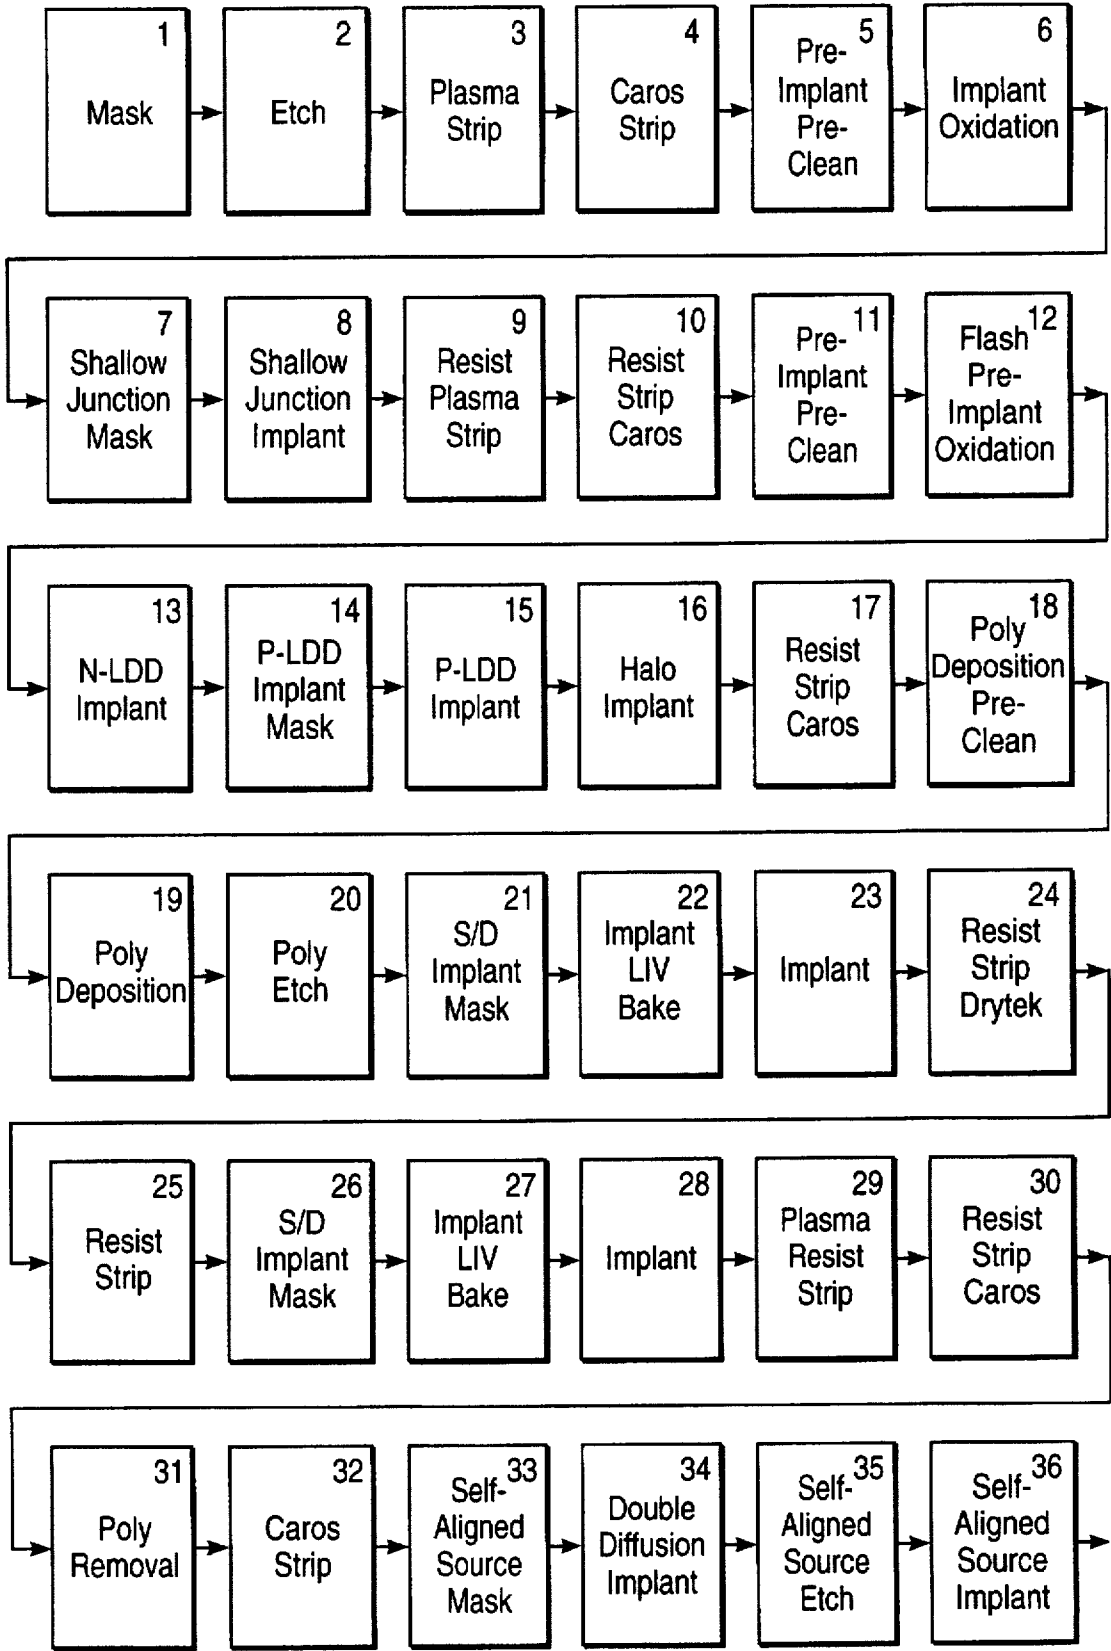 1
Mask
2
Etch
3
Plasma
Strip
4
Caros
Strip
5
Pre-
Implant
Pre-
Clean
6
Implant
Oxidation
7
Shallow
Junction
Mask
8
Shallow
Junction
Implant
9
Resist
Plasma
Strip
10
Resist
Strip
Caros
11
Pre-
Implant
Pre-
Clean
12
Flash
Pre-
Implant
Oxidation
13
N-LDD
Implant
14
P-LDD
Implant
Mask
15
P-LDD
Implant
16
Halo
Implant
17
Resist
Strip
Caros
18
Poly
Deposition
Pre-
Clean
19
Poly
Deposition
20
Poly
Etch
21
S/D
Implant
Mask
22
Implant
LIV
Bake
23
Implant
24
Resist
Strip
Drytek
25
Resist
Strip
26
S/D
Implant
Mask
27
Implant
LIV
Bake
28
Implant
29
Plasma
Resist
Strip
30
Resist
Strip
Caros
31
Poly
Removal
32
Caros
Strip
33
Self-
Aligned
Source
Mask
34
Double
Diffusion
Implant
35
Self-
Aligned
Source
Etch
36
Self-
Aligned
Source
Implant